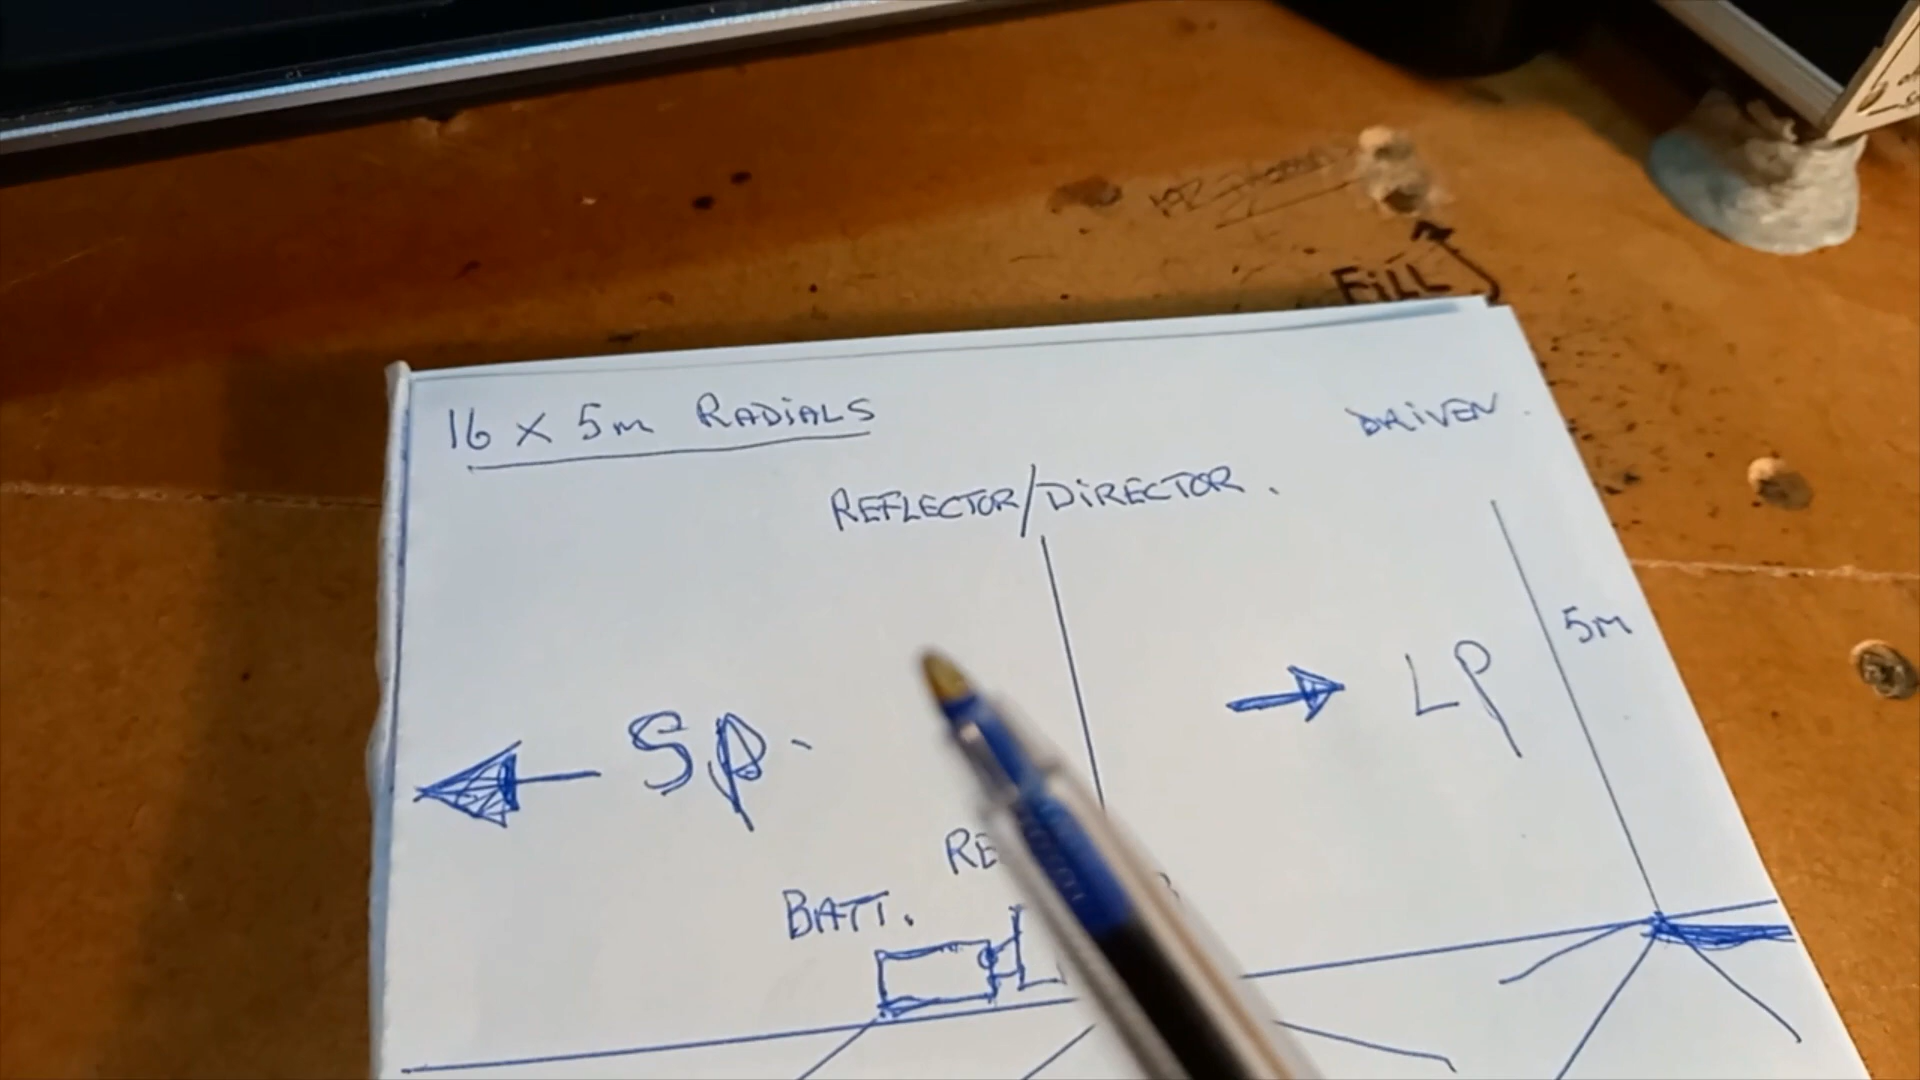 FILL
16 x 5m RADIALS
DRIVEN.
REFLECTOR/DIRECTOR.
5m
LP
SP.
BATT.